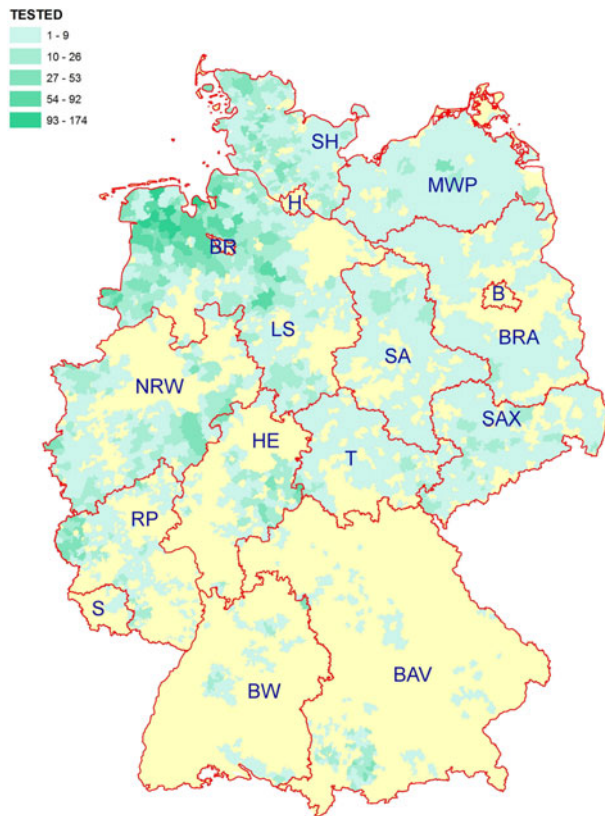 TESTED
1 - 9
10 - 26
27 - 53
54 - 92
93 - 174
SH
MWP
H
BR
B
LS
BRA
SA
NRW
SAX
HE
T
RP
S
BAV
BW